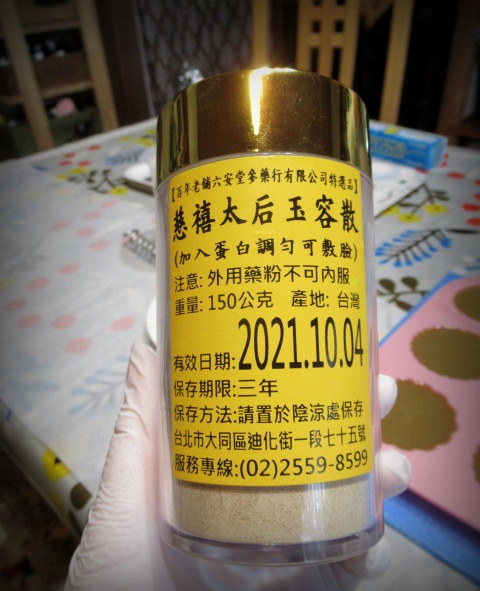 【百年老舖六安堂參藥行有限公司特選品】
慈禧太后玉容散
(加入蛋白調勻可敷臉)
注意: 外用藥粉不可內服
重量: 150公克 產地: 台灣
有效日期:2021.10.04
保存期限:三年
保存方法:請置於陰涼處保存
台北市大同區迪化街一段七十五號
服務專線:(02)2559-8599